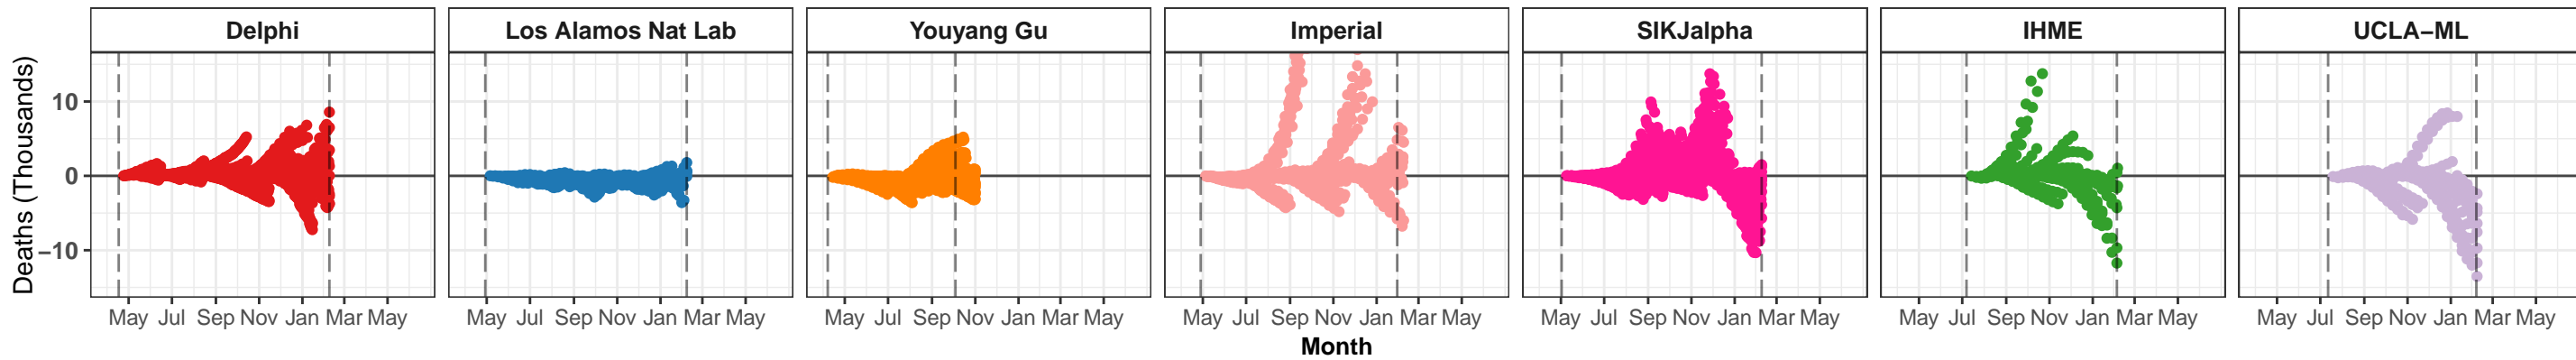 Delphi
Los Alamos Nat Lab
Youyang Gu
Imperial
SIKJalpha
IHME
UCLA−ML
Deaths (Thousands)
10
0
−10
May Jul Sep Nov Jan Mar May
May Jul Sep Nov Jan Mar May
May Jul Sep Nov Jan Mar May
May Jul Sep Nov Jan Mar May
May Jul Sep Nov Jan Mar May
May Jul Sep Nov Jan Mar May
May Jul Sep Nov Jan Mar May
Month